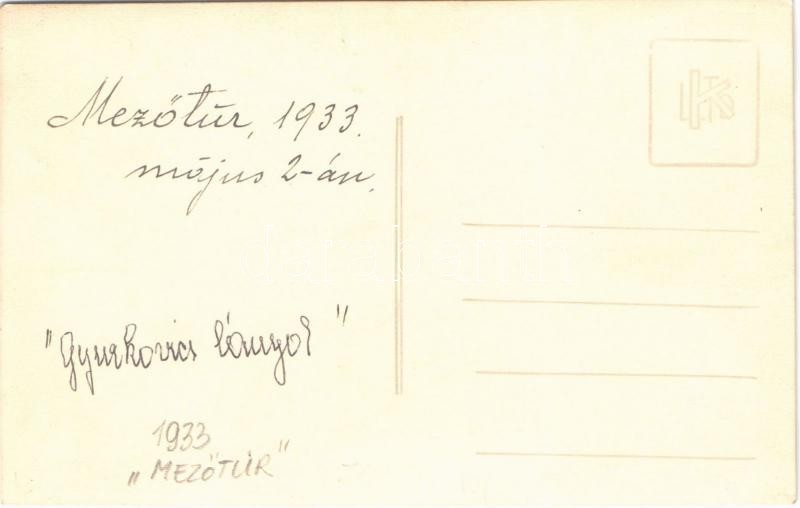 Mezőtúr, 1933.
május 2-án.
"Gyurkovics lányok"
1933
„MEZŐTÚR"